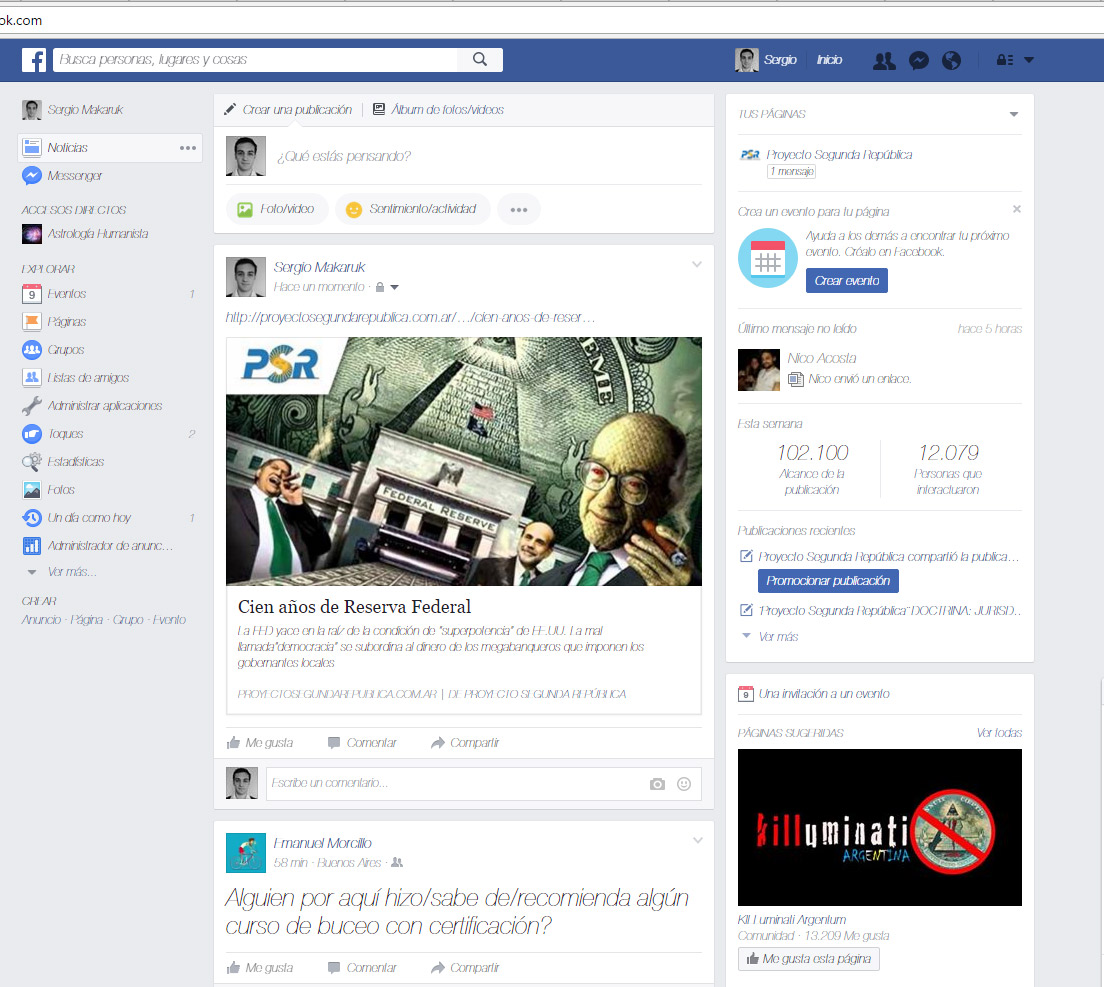 ok.com
Busca personas, lugares y cosas
Sergio
Inicio
Sergio Makaruk
Noticias
Messenger
ACCESOS DIRECTOS
Astrología Humanista
EXPLORAR
9 Eventos 1
Páginas
Grupos
Listas de amigos
Administrar aplicaciones
Toques 2
Estadísticas
Fotos
Un día como hoy 1
Administrador de anunc...
Ver más...
CREAR
Anuncio · Página · Grupo · Evento
Crear una publicación
Álbum de fotos/videos
¿Qué estás pensando?
Foto/video
Sentimiento/actividad
Sergio Makaruk
Hace un momento ·
http://proyectosegundarepublica.com.ar/.../cien-anos-de-reser...
PSR
FEDERAL RESERVE
Cien años de Reserva Federal
La FED yace en la raíz de la condición de "superpotencia" de EE.UU. La mal
llamada"democracia" se subordina al dinero de los megabanqueros que imponen los
gobernantes locales
PROYECTOSEGUNDAREPUBLICA.COM.AR | DE PROYECTO SEGUNDA REPÚBLICA
Me gusta
Comentar
Compartir
Escribe un comentario...
Emanuel Morcillo
58 min · Buenos Aires ·
Alguien por aquí hizo/sabe de/recomienda algún
curso de buceo con certificación?
Me gusta
Comentar
Compartir
TUS PÁGINAS
PSR Proyecto Segunda República
1 mensaje
Crea un evento para tu página
Ayuda a los demás a encontrar tu próximo
evento. Créalo en Facebook.
Crear evento
Último mensaje no leído
hace 5 horas
Nico Acosta
Nico envió un enlace.
Esta semana
102.100
Alcance de la
publicación
12.079
Personas que
interactuaron
Publicaciones recientes
Proyecto Segunda República compartió la publica...
Promocionar publicación
"Proyecto Segunda República" DOCTRINA: JURISD...
Ver más
9 Una invitación a un evento
PÁGINAS SUGERIDAS
Ver todas
killuminati
ARGENTINA
Kill Luminati Argentum
Comunidad · 13.209 Me gusta
Me gusta esta página